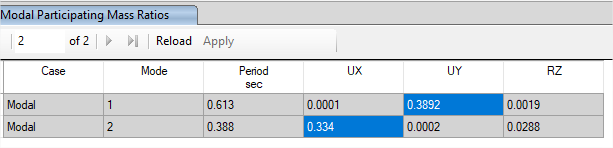 Modal Participating Mass Ratios
2 of 2 Reload Apply
Case Mode Period UX UY RZ
sec
Modal 1 0.613 0.0001 0.3892 0.0019
Modal 2 0.388 0.334 0.0002 0.0288